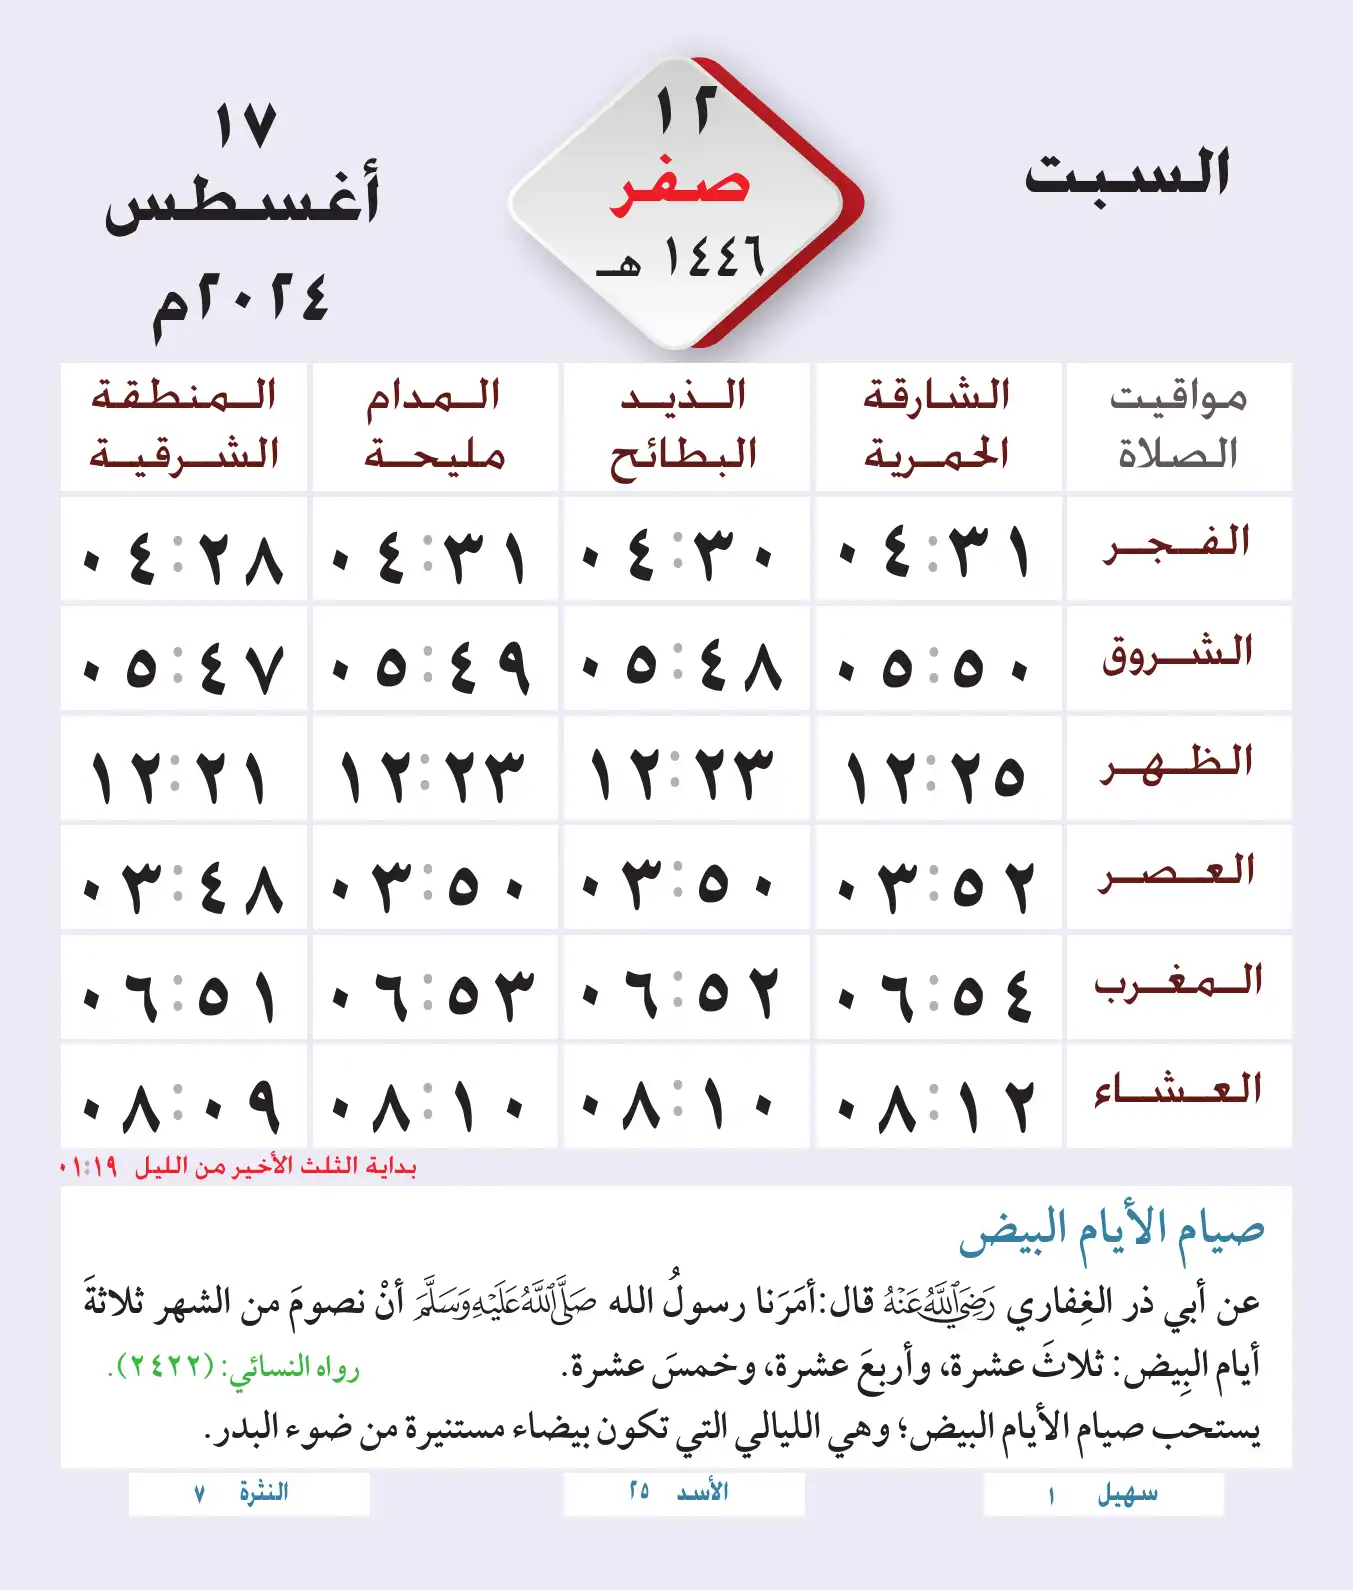 السبت
١٢
صفر
١٤٤٦ هـ
١٧
أغسطس
٢٠٢٤م
مواقيت الصلاة	الشارقة الحمرية	الذيد البطائح	المدام مليحة	المنطقة الشرقية
الفجر	٠٤:٣١	٠٤:٣٠	٠٤:٣١	٠٤:٢٨
الشروق	٠٥:٥٠	٠٥:٤٨	٠٥:٤٩	٠٥:٤٧
الظهر	١٢:٢٥	١٢:٢٣	١٢:٢٣	١٢:٢١
العصر	٠٣:٥٢	٠٣:٥٠	٠٣:٥٠	٠٣:٤٨
المغرب	٠٦:٥٤	٠٦:٥٢	٠٦:٥٣	٠٦:٥١
العشاء	٠٨:١٢	٠٨:١٠	٠٨:١٠	٠٨:٠٩
بداية الثلث الأخير من الليل ٠١:١٩
صيام الأيام البيض
عن أبي ذر الغِفاري رَضِيَ اللَّهُ عَنْهُ قال:أمَرَنا رسولُ الله صَلَّى اللَّهُ عَلَيْهِ وَسَلَّمَ أنْ نصومَ من الشهر ثلاثةَ
أيام البِيض: ثلاثَ عشرة، وأربعَ عشرة، وخمسَ عشرة. رواه النسائي: (٢٤٢٢).
يستحب صيام الأيام البيض؛ وهي الليالي التي تكون بيضاء مستنيرة من ضوء البدر.
سهيل ١
الأسد ٢٥
النثرة ٧